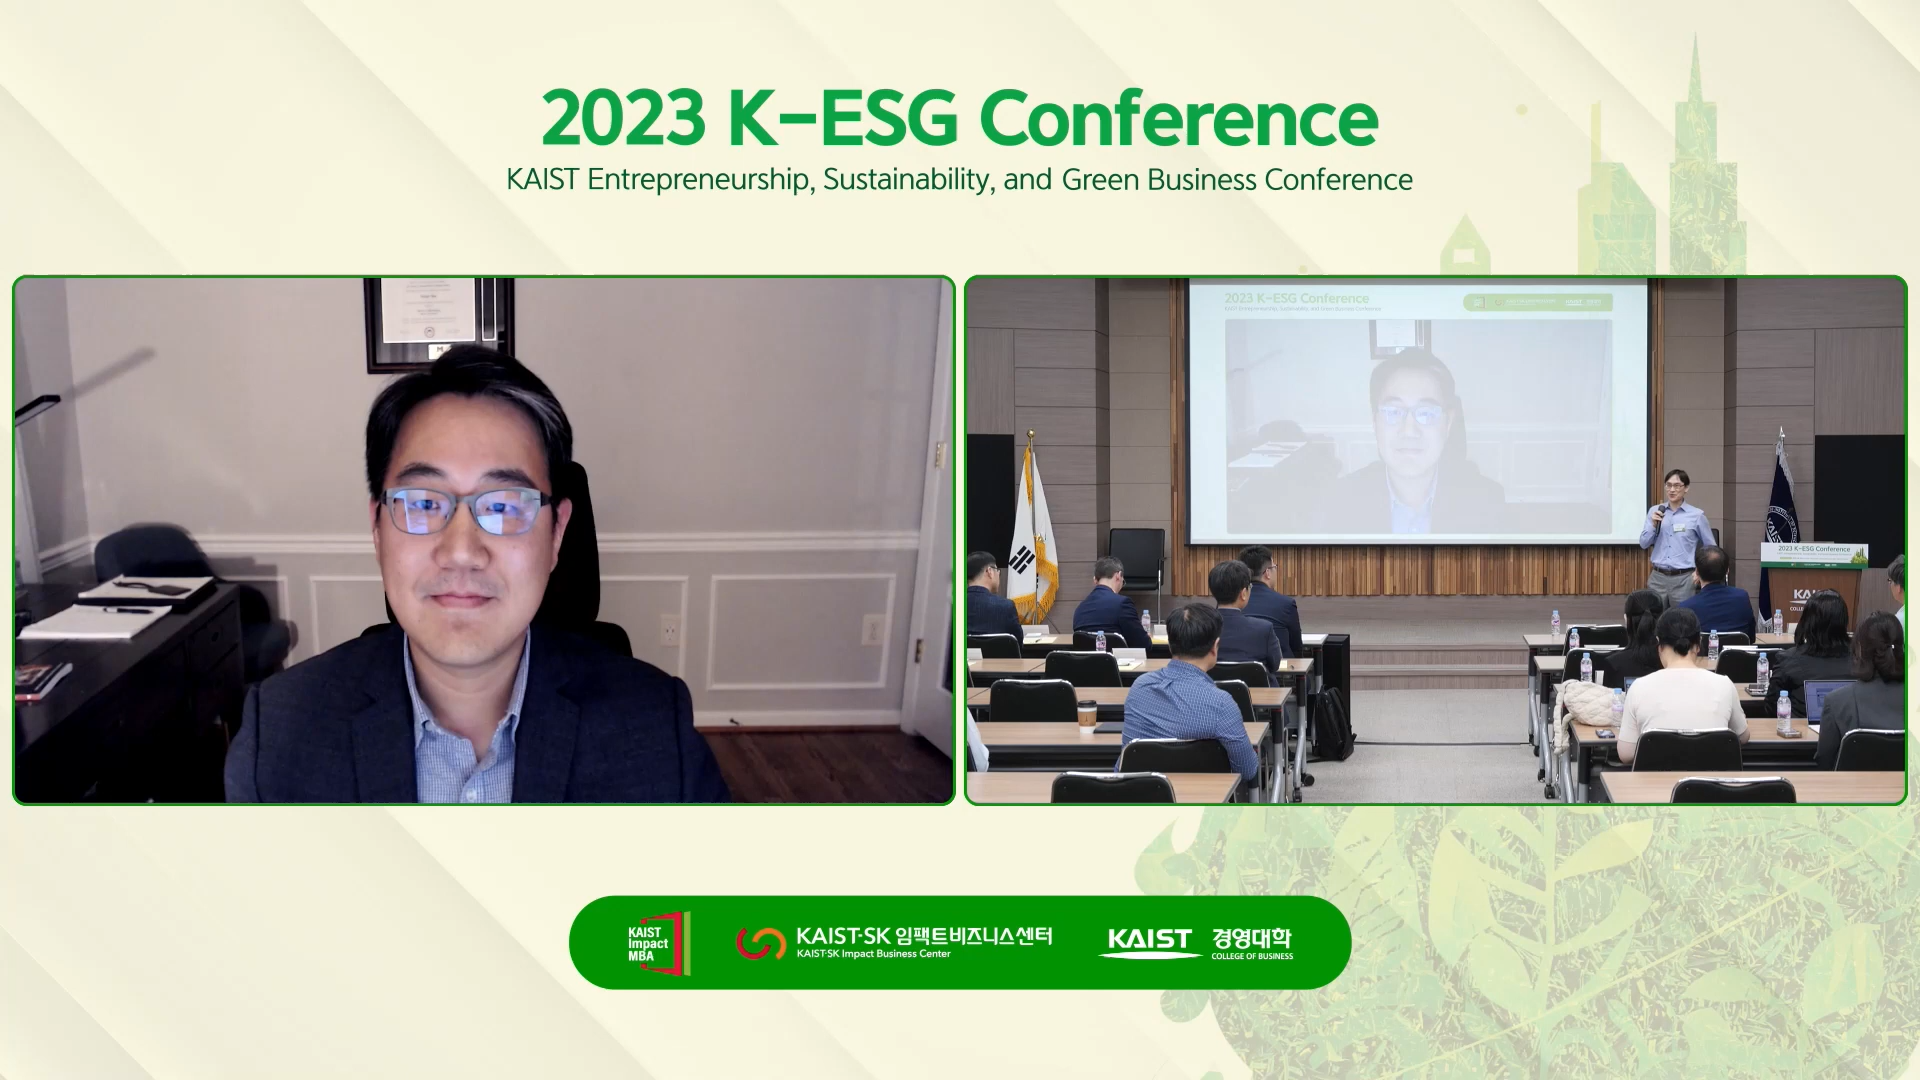 2023 K-ESG Conference
KAIST Entrepreneurship, Sustainability, and Green Business Conference
2023 K-ESG Conference
2023 K-ESG Conference
KAIST
Impact
MBA
KAIST-SK 임팩트비즈니스센터
KAIST-SK Impact Business Center
KAIST 경영대학
COLLEGE OF BUSINESS